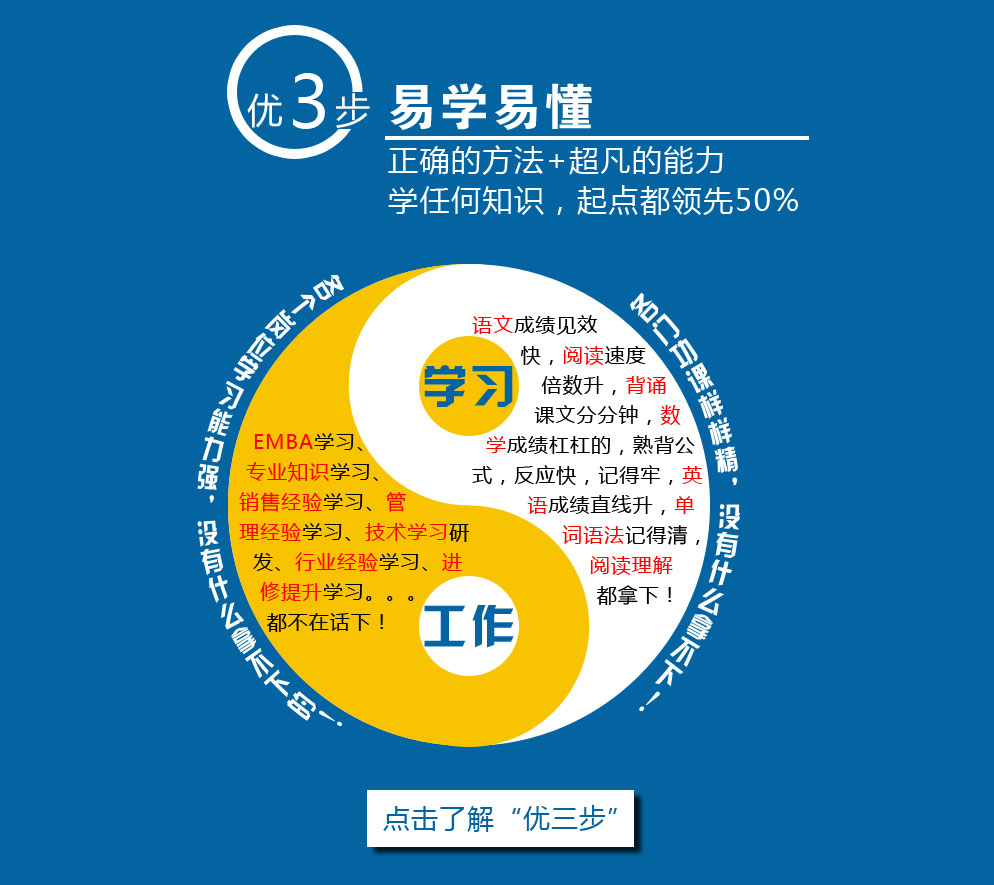 优3步
易学易懂
正确的方法+超凡的能力
学任何知识，起点都领先50%
各个岗位学习能力强，没有什么拿不下的！
各门功课样样精，没有什么拿不下！
语文成绩见效
快，阅读速度
倍数升，背诵
课文分分钟，数
学成绩杠杠的，熟背公
式，反应快，记得牢，英
语成绩直线升，单
词语法记得清，
阅读理解
都拿下！
学习
EMBA学习、
专业知识学习、
销售经验学习、管
理经验学习、技术学习研
发、行业经验学习、进
修提升学习。。。
都不在话下！
工作
点击了解“优三步”